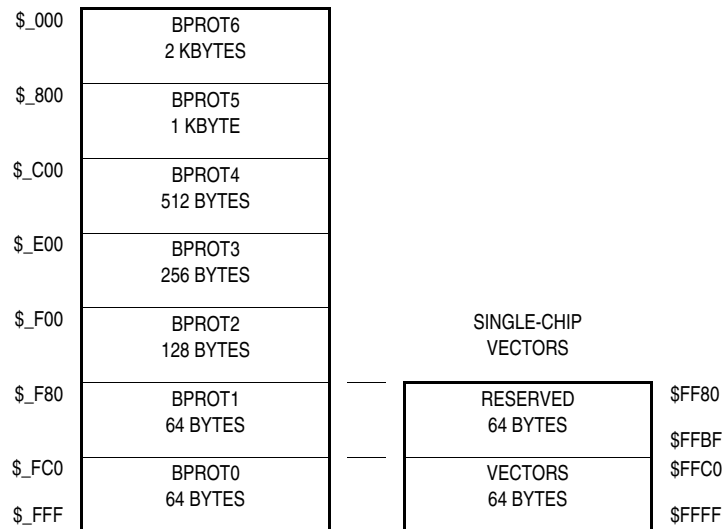 $_000
BPROT6
2 KBYTES
$_800
BPROT5
1 KBYTE
$_C00
BPROT4
512 BYTES
$_E00
BPROT3
256 BYTES
$_F00
BPROT2
128 BYTES
SINGLE-CHIP
VECTORS
$_F80
BPROT1
64 BYTES
RESERVED
64 BYTES
$FF80
$FFBF
$_FC0
BPROT0
64 BYTES
$_FFF
VECTORS
64 BYTES
$FFC0
$FFFF